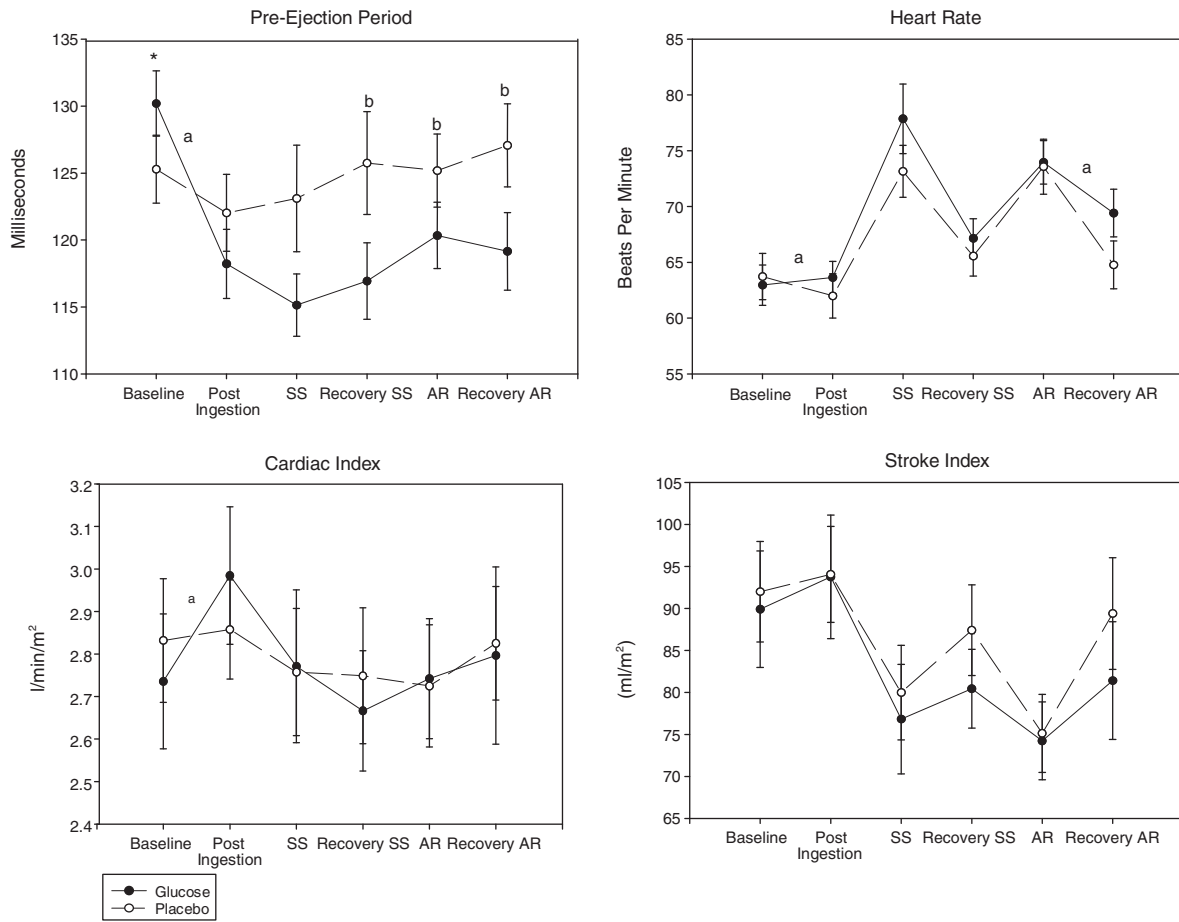 Pre-Ejection Period
135
130
125
120
115
110
Milliseconds
*
a
b
b
b
Baseline
Post
Ingestion
SS
Recovery SS
AR
Recovery AR
Heart Rate
85
80
75
70
65
60
55
Beats Per Minute
a
a
Baseline
Post
Ingestion
SS
Recovery SS
AR
Recovery AR
Cardiac Index
3.2
3.1
3.0
2.9
2.8
2.7
2.6
2.5
2.4
l/min/m²
a
Baseline
Post
Ingestion
SS
Recovery SS
AR
Recovery AR
Stroke Index
105
100
95
90
85
80
75
70
65
(ml/m²)
Baseline
Post
Ingestion
SS
Recovery SS
AR
Recovery AR
Glucose
Placebo